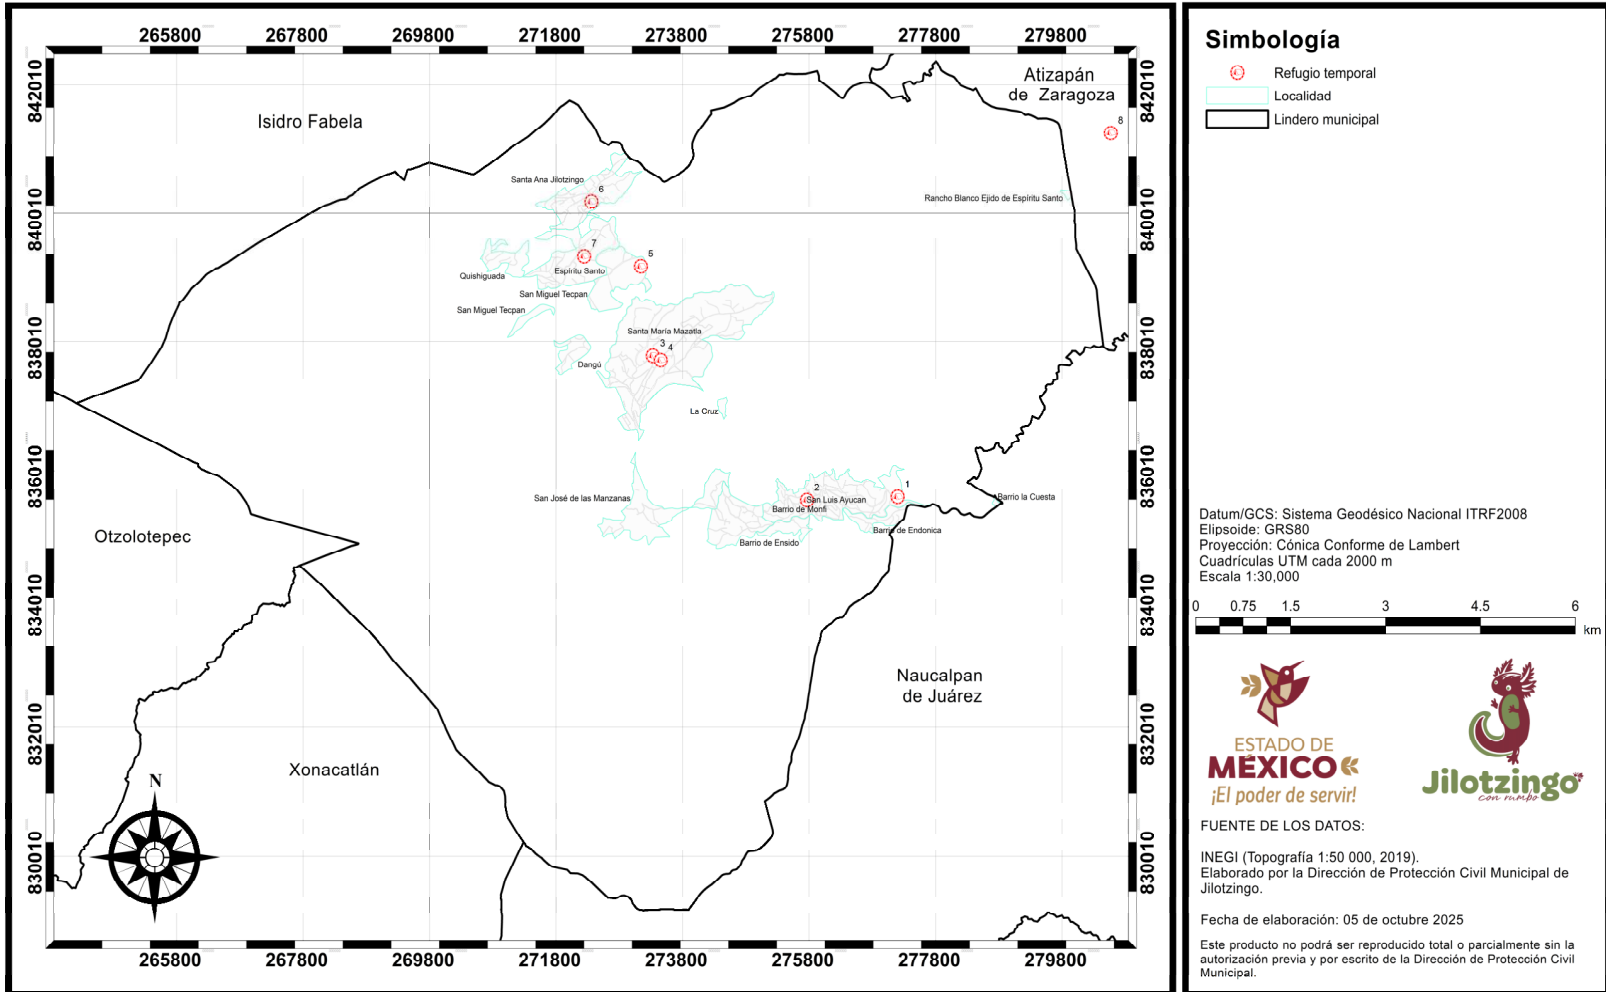 265800 267800 269800 271800 273800 275800 277800 279800
842010
840010
838010
836010
834010
832010
830010
842010
840010
838010
836010
834010
832010
830010
Isidro Fabela
Atizapán
de Zaragoza
8
Santa Ana Jilotzingo
6
Rancho Blanco Ejido de Espíritu Santo
7
5
Quishiguada
Espíritu Santo
San Miguel Tecpan
San Miguel Tecpan
Santa María Mazatla
3
4
Dangú
La Cruz
San José de las Manzanas
2
1
San Luis Ayucan
Barrio la Cuesta
Barrio de Monfi
Barrio de Endonica
Barrio de Ensido
Otzolotepec
Naucalpan
de Juárez
Xonacatlán
N
265800 267800 269800 271800 273800 275800 277800 279800
Simbología
Refugio temporal
Localidad
Lindero municipal
Datum/GCS: Sistema Geodésico Nacional ITRF2008
Elipsoide: GRS80
Proyección: Cónica Conforme de Lambert
Cuadrículas UTM cada 2000 m
Escala 1:30,000
0 0.75 1.5 3 4.5 6
km
ESTADO DE
MÉXICO
¡El poder de servir!
Jilotzingo
con rumbo
FUENTE DE LOS DATOS:
INEGI (Topografía 1:50 000, 2019).
Elaborado por la Dirección de Protección Civil Municipal de
Jilotzingo.
Fecha de elaboración: 05 de octubre 2025
Este producto no podrá ser reproducido total o parcialmente sin la
autorización previa y por escrito de la Dirección de Protección Civil
Municipal.